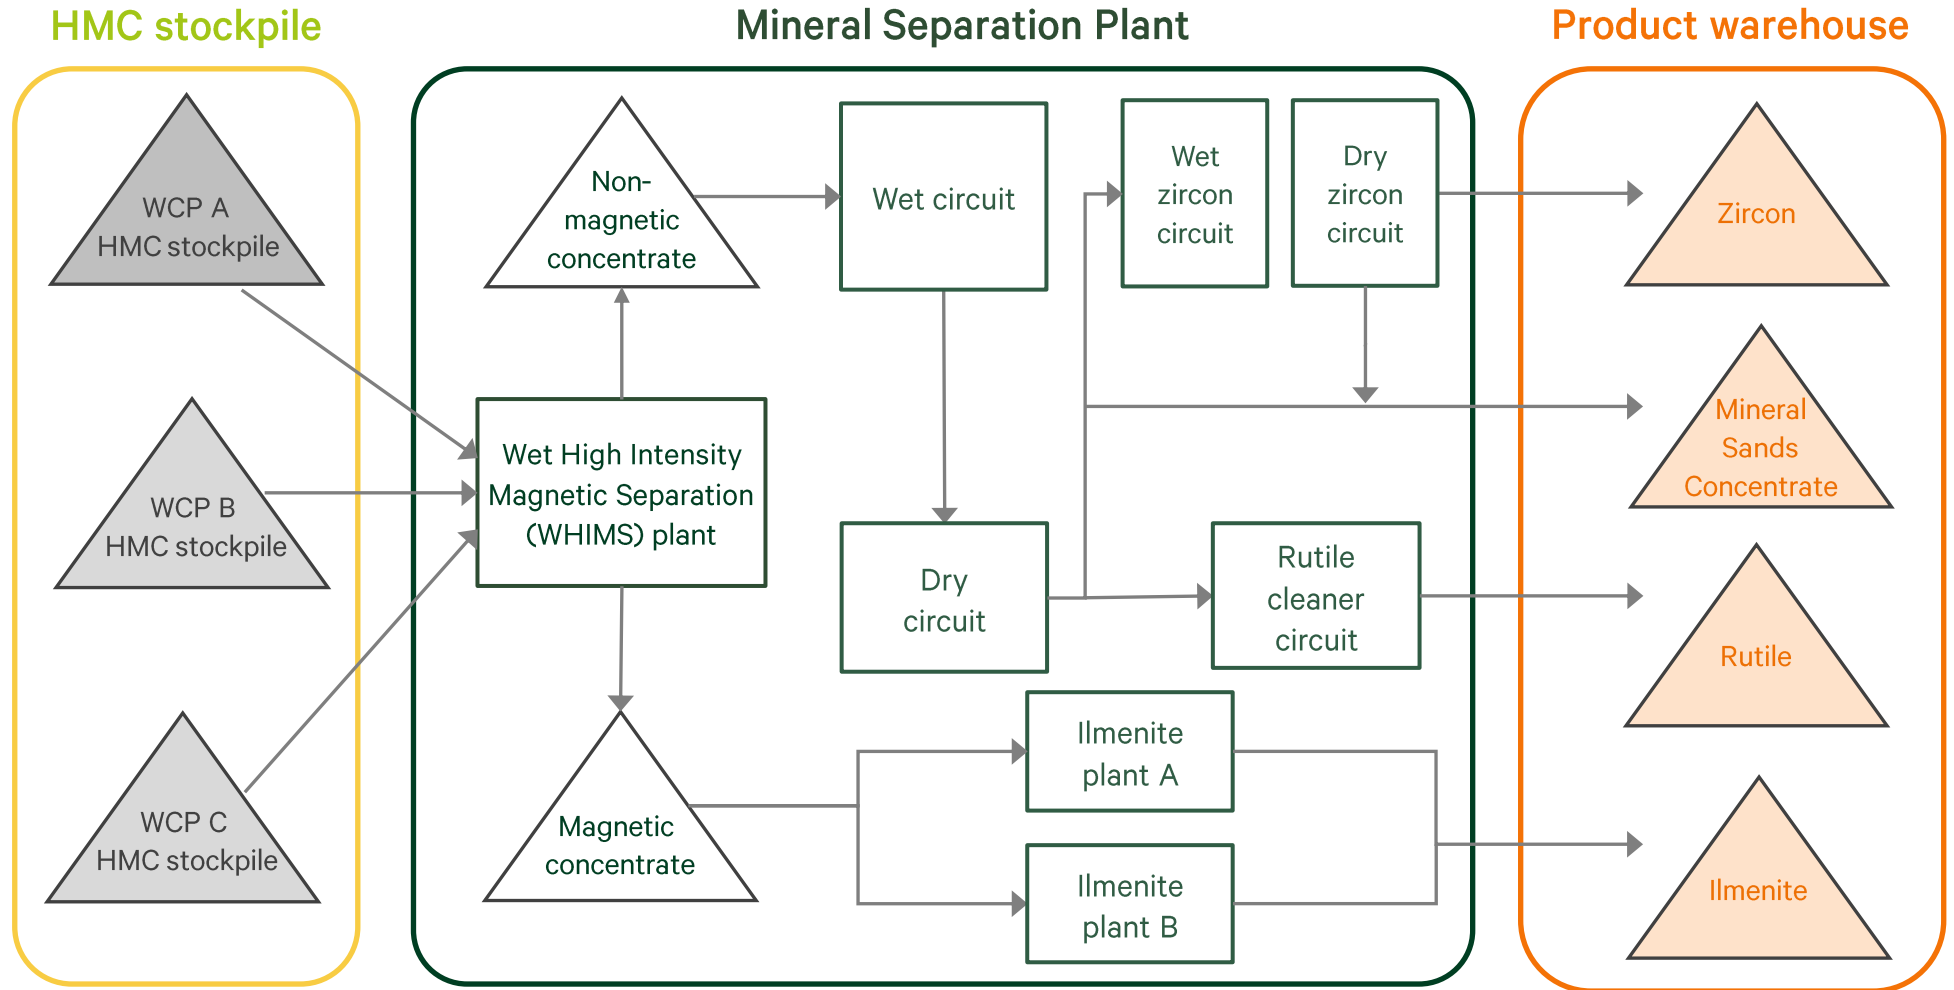 HMC stockpile
Mineral Separation Plant
Product warehouse
WCP A
HMC stockpile
WCP B
HMC stockpile
WCP C
HMC stockpile
Non-
magnetic
concentrate
Wet High Intensity
Magnetic Separation
(WHIMS) plant
Magnetic
concentrate
Wet circuit
Dry
circuit
Wet
zircon
circuit
Dry
zircon
circuit
Rutile
cleaner
circuit
Ilmenite
plant A
Ilmenite
plant B
Zircon
Mineral
Sands
Concentrate
Rutile
Ilmenite